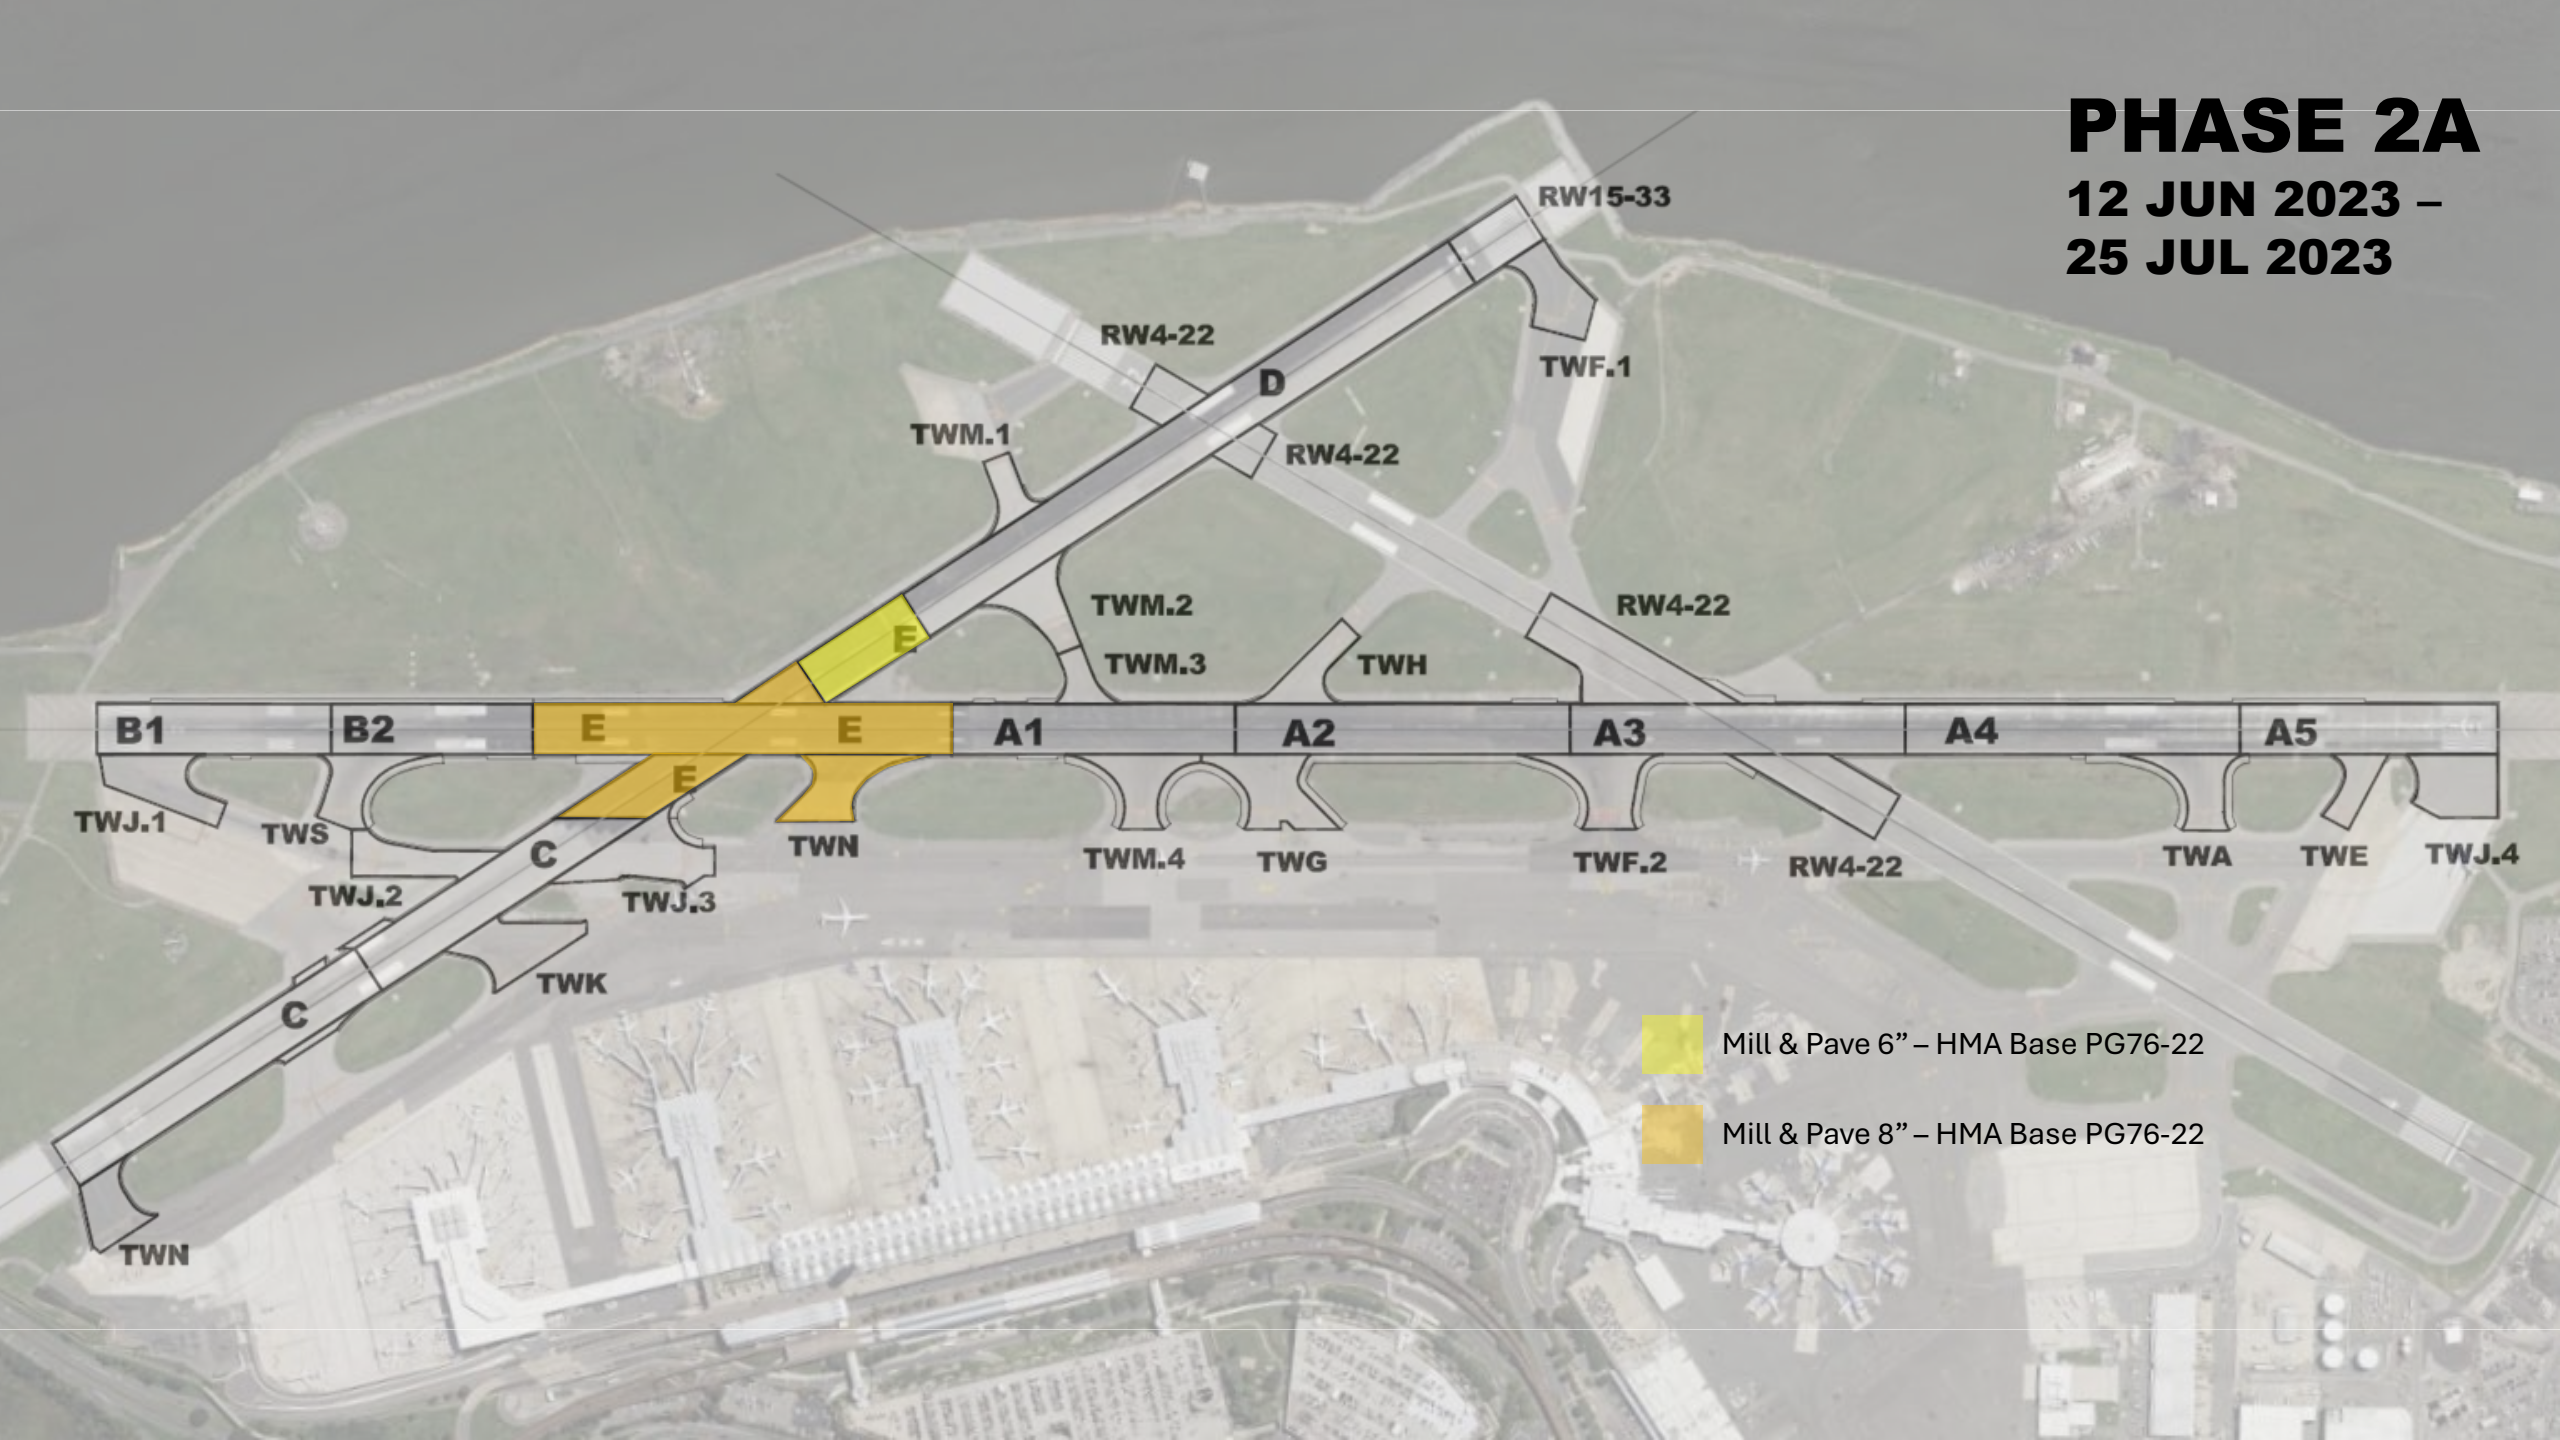 PHASE 2A
12 JUN 2023 –
25 JUL 2023
RW15-33
RW4-22
TWF.1
D
TWM.1
RW4-22
TWM.2
RW4-22
E
TWM.3
TWH
B1
B2
E
E
A1
A2
A3
A4
A5
E
TWJ.1
TWS
TWN
C
TWM.4
TWG
TWF.2
RW4-22
TWA
TWE
TWJ.4
TWJ.2
TWJ.3
TWK
C
Mill & Pave 6” – HMA Base PG76-22
Mill & Pave 8” – HMA Base PG76-22
TWN